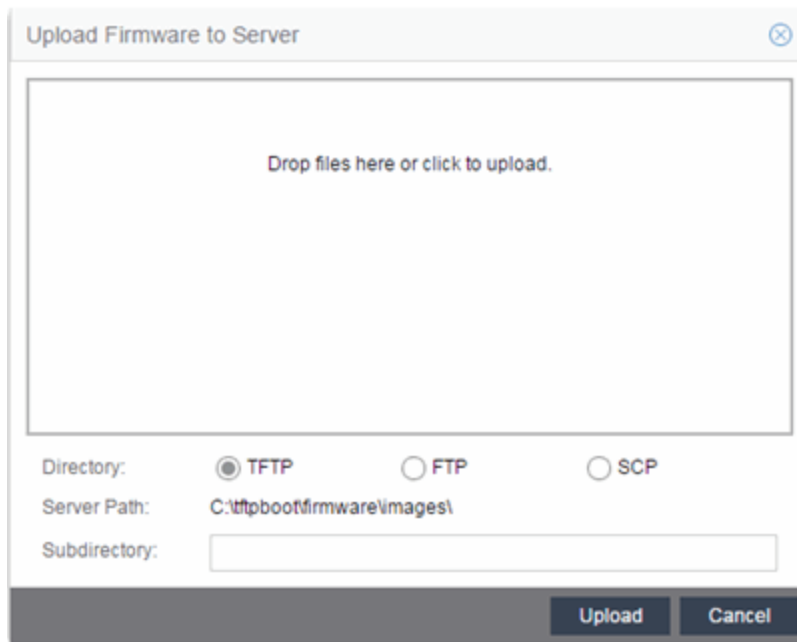 Upload Firmware to Server
Drop files here or click to upload.
Directory: TFTP FTP SCP
Server Path: C:\tftpboot\firmware\images\
Subdirectory:
Upload Cancel